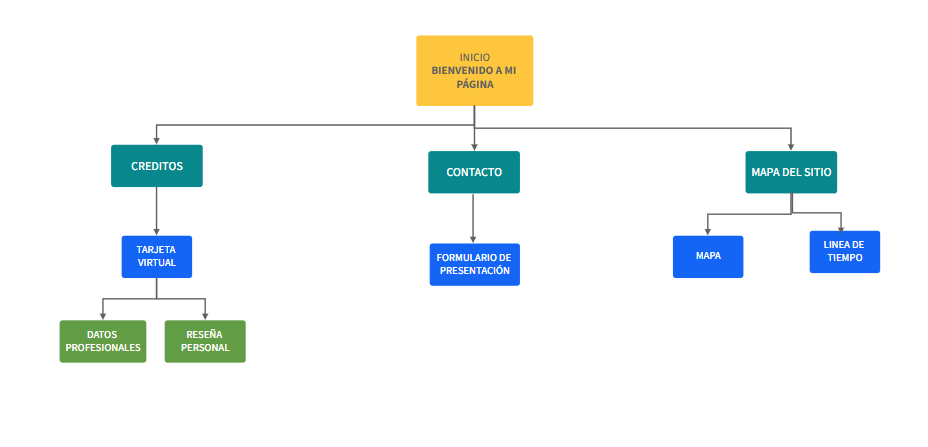 INICIO
BIENVENIDO A MI
PÁGINA
CREDITOS
CONTACTO
MAPA DEL SITIO
TARJETA
VIRTUAL
FORMULARIO DE
PRESENTACIÓN
MAPA
LINEA DE
TIEMPO
DATOS
PROFESIONALES
RESEÑA
PERSONAL